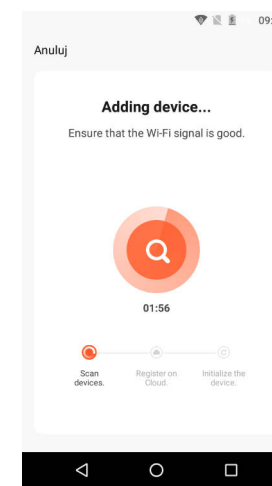 09:
Anuluj
Adding device...
Ensure that the Wi-Fi signal is good.
01:56
Scan devices.
Register on Cloud.
Initialize the device.